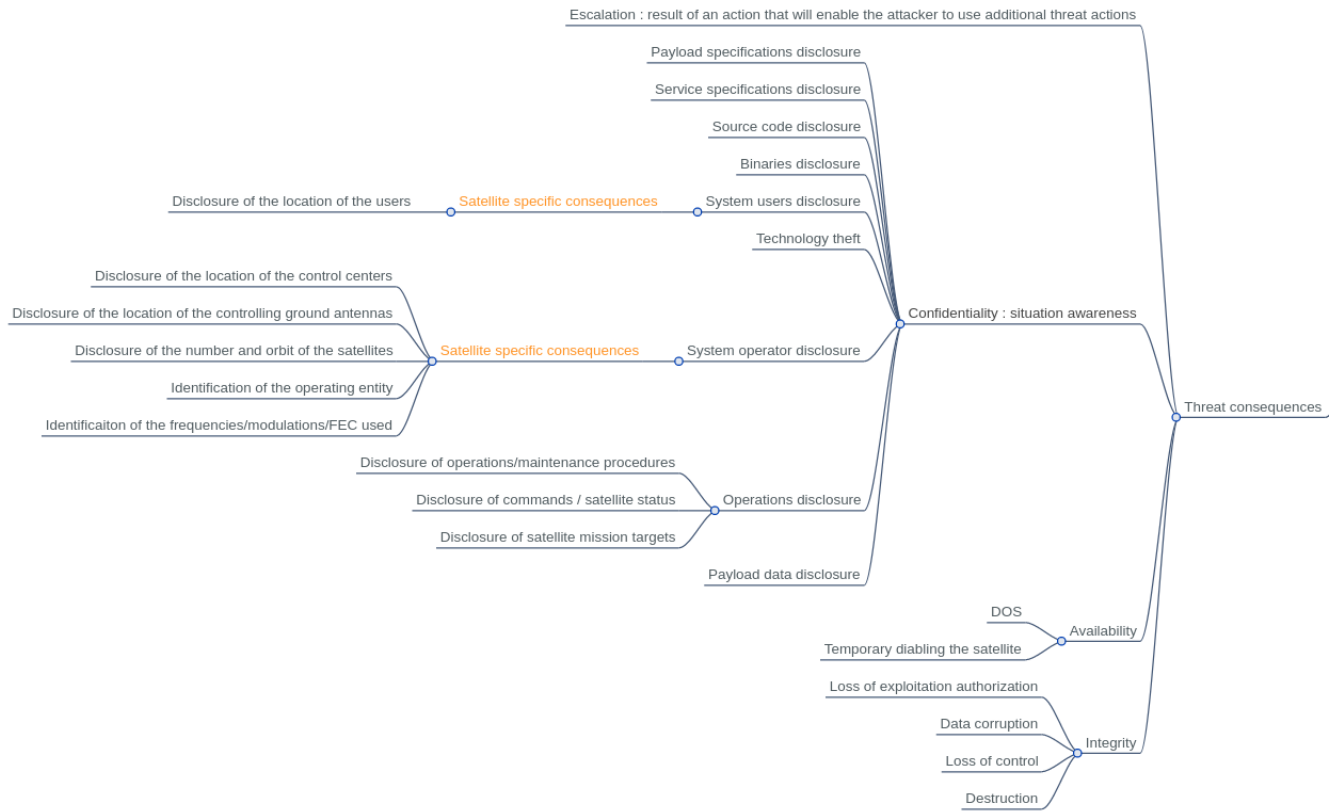 Escalation : result of an action that will enable the attacker to use additional threat actions
Payload specifications disclosure
Service specifications disclosure
Source code disclosure
Binaries disclosure
Disclosure of the location of the users
Satellite specific consequences
System users disclosure
Technology theft
Disclosure of the location of the control centers
Disclosure of the location of the controlling ground antennas
Confidentiality : situation awareness
Disclosure of the number and orbit of the satellites
Satellite specific consequences
System operator disclosure
Identification of the operating entity
Threat consequences
Identificaiton of the frequencies/modulations/FEC used
Disclosure of operations/maintenance procedures
Disclosure of commands / satellite status
Operations disclosure
Disclosure of satellite mission targets
Payload data disclosure
DOS
Availability
Temporary diabling the satellite
Loss of exploitation authorization
Data corruption
Integrity
Loss of control
Destruction